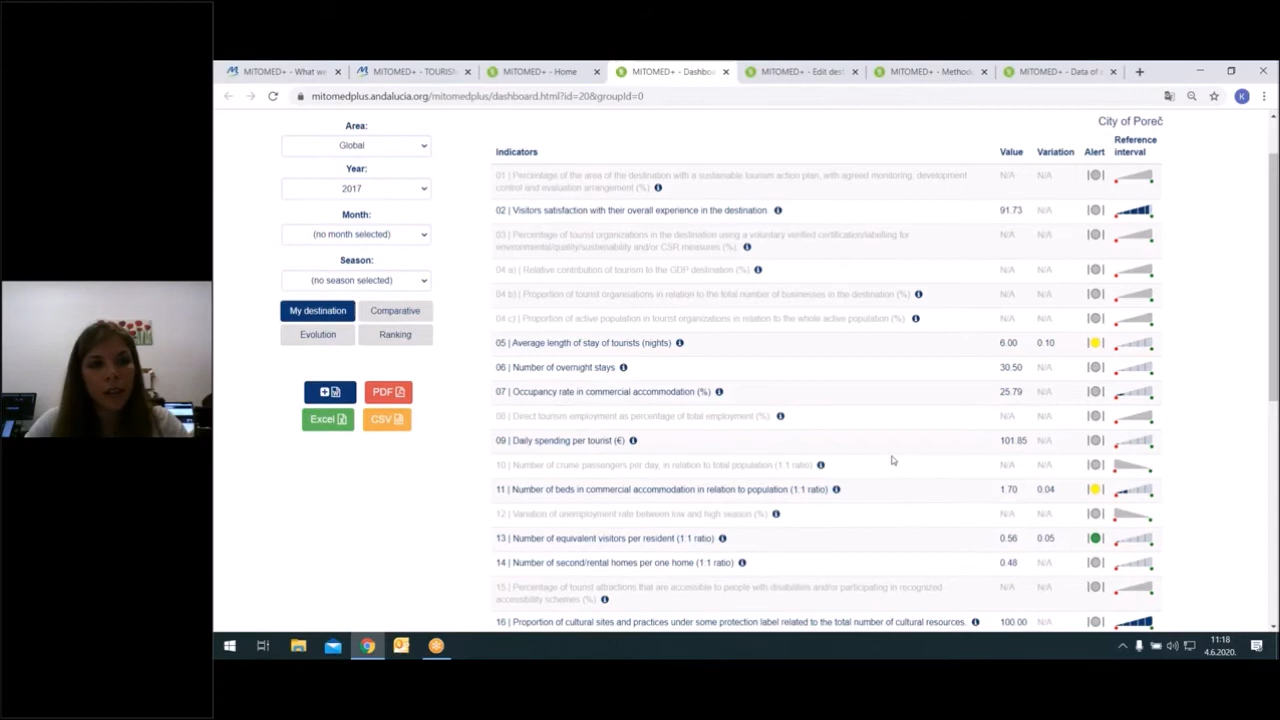 MITOMED+ - What we
MITOMED+ - TOURISM
MITOMED+ - Home
MITOMED+ - Dashboa
MITOMED+ - Edit dest
MITOMED+ - Method
MITOMED+ - Data of a
mitomedplus.andalucia.org/mitomedplus/dashboard.html?id=20&groupId=0
K
Area:
Global
Year:
2017
Month:
(no month selected)
Season:
(no season selected)
My destination Comparative
Evolution Ranking
PDF
Excel CSV
City of Poreč
Indicators Value Variation Alert Reference interval
01 | Percentage of the area of the destination with a sustainable tourism action plan, with agreed monitoring, development N/A N/A
control and evaluation arrangement (%)
02 | Visitors satisfaction with their overall experience in the destination 91.73 N/A
03 | Percentage of tourist organizations in the destination using a voluntary verified certification/labelling for N/A N/A
environmental/quality/sustainability and/or CSR measures (%)
04 a) | Relative contribution of tourism to the GDP destination (%) N/A N/A
04 b) | Proportion of tourist organisations in relation to the total number of businesses in the destination (%) N/A N/A
04 c) | Proportion of active population in tourist organizations in relation to the whole active population (%) N/A N/A
05 | Average length of stay of tourists (nights) 6.00 0.10
06 | Number of overnight stays 30.50 N/A
07 | Occupancy rate in commercial accommodation (%) 25.79 N/A
08 | Direct tourism employment as percentage of total employment (%) N/A N/A
09 | Daily spending per tourist (€) 101.85 N/A
10 | Number of cruise passengers per day, in relation to total population (1:1 ratio) N/A N/A
11 | Number of beds in commercial accommodation in relation to population (1:1 ratio) 1.70 0.04
12 | Variation of unemployment rate between low and high season (%) N/A N/A
13 | Number of equivalent visitors per resident (1:1 ratio) 0.56 0.05
14 | Number of second/rental homes per one home (1:1 ratio) 0.48 N/A
15 | Percentage of tourist attractions that are accessible to people with disabilities and/or participating in recognized N/A N/A
accessibility schemes (%)
16 | Proportion of cultural sites and practices under some protection label related to the total number of cultural resources. 100.00 N/A
11:18
4.6.2020.